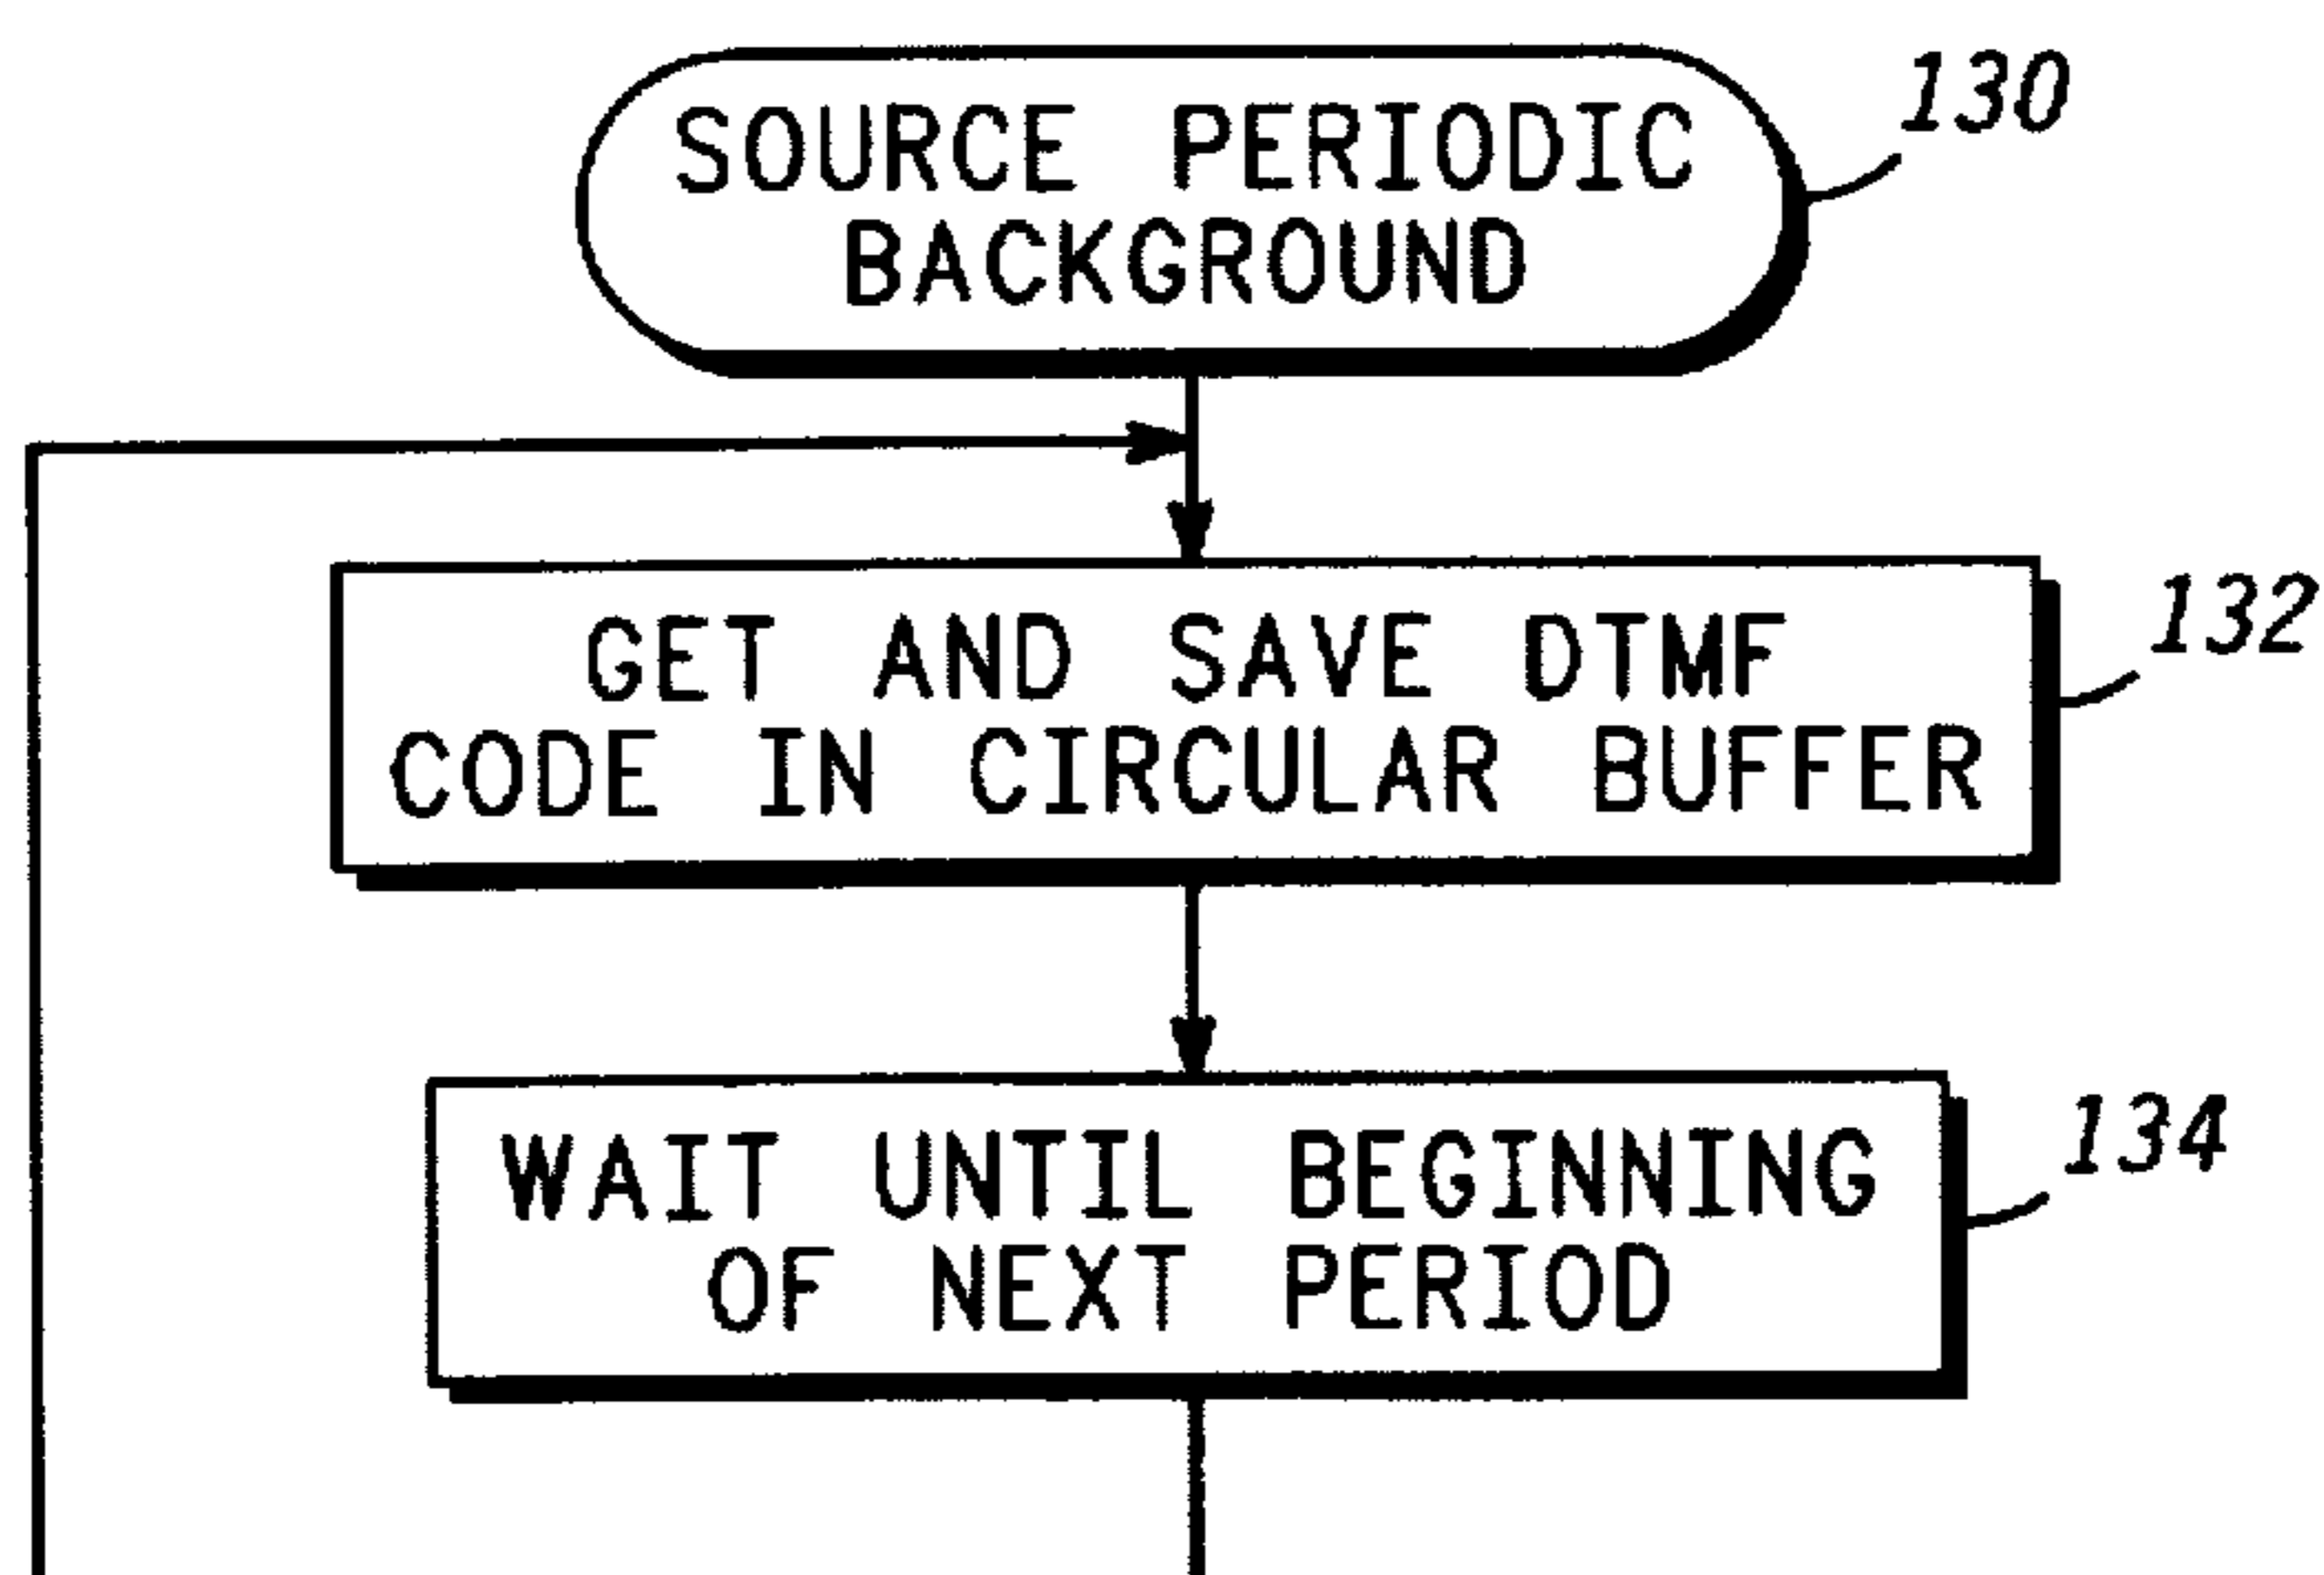 SOURCE PERIODIC
BACKGROUND
130
GET AND SAVE DTMF
CODE IN CIRCULAR BUFFER
132
WAIT UNTIL BEGINNING
OF NEXT PERIOD
134